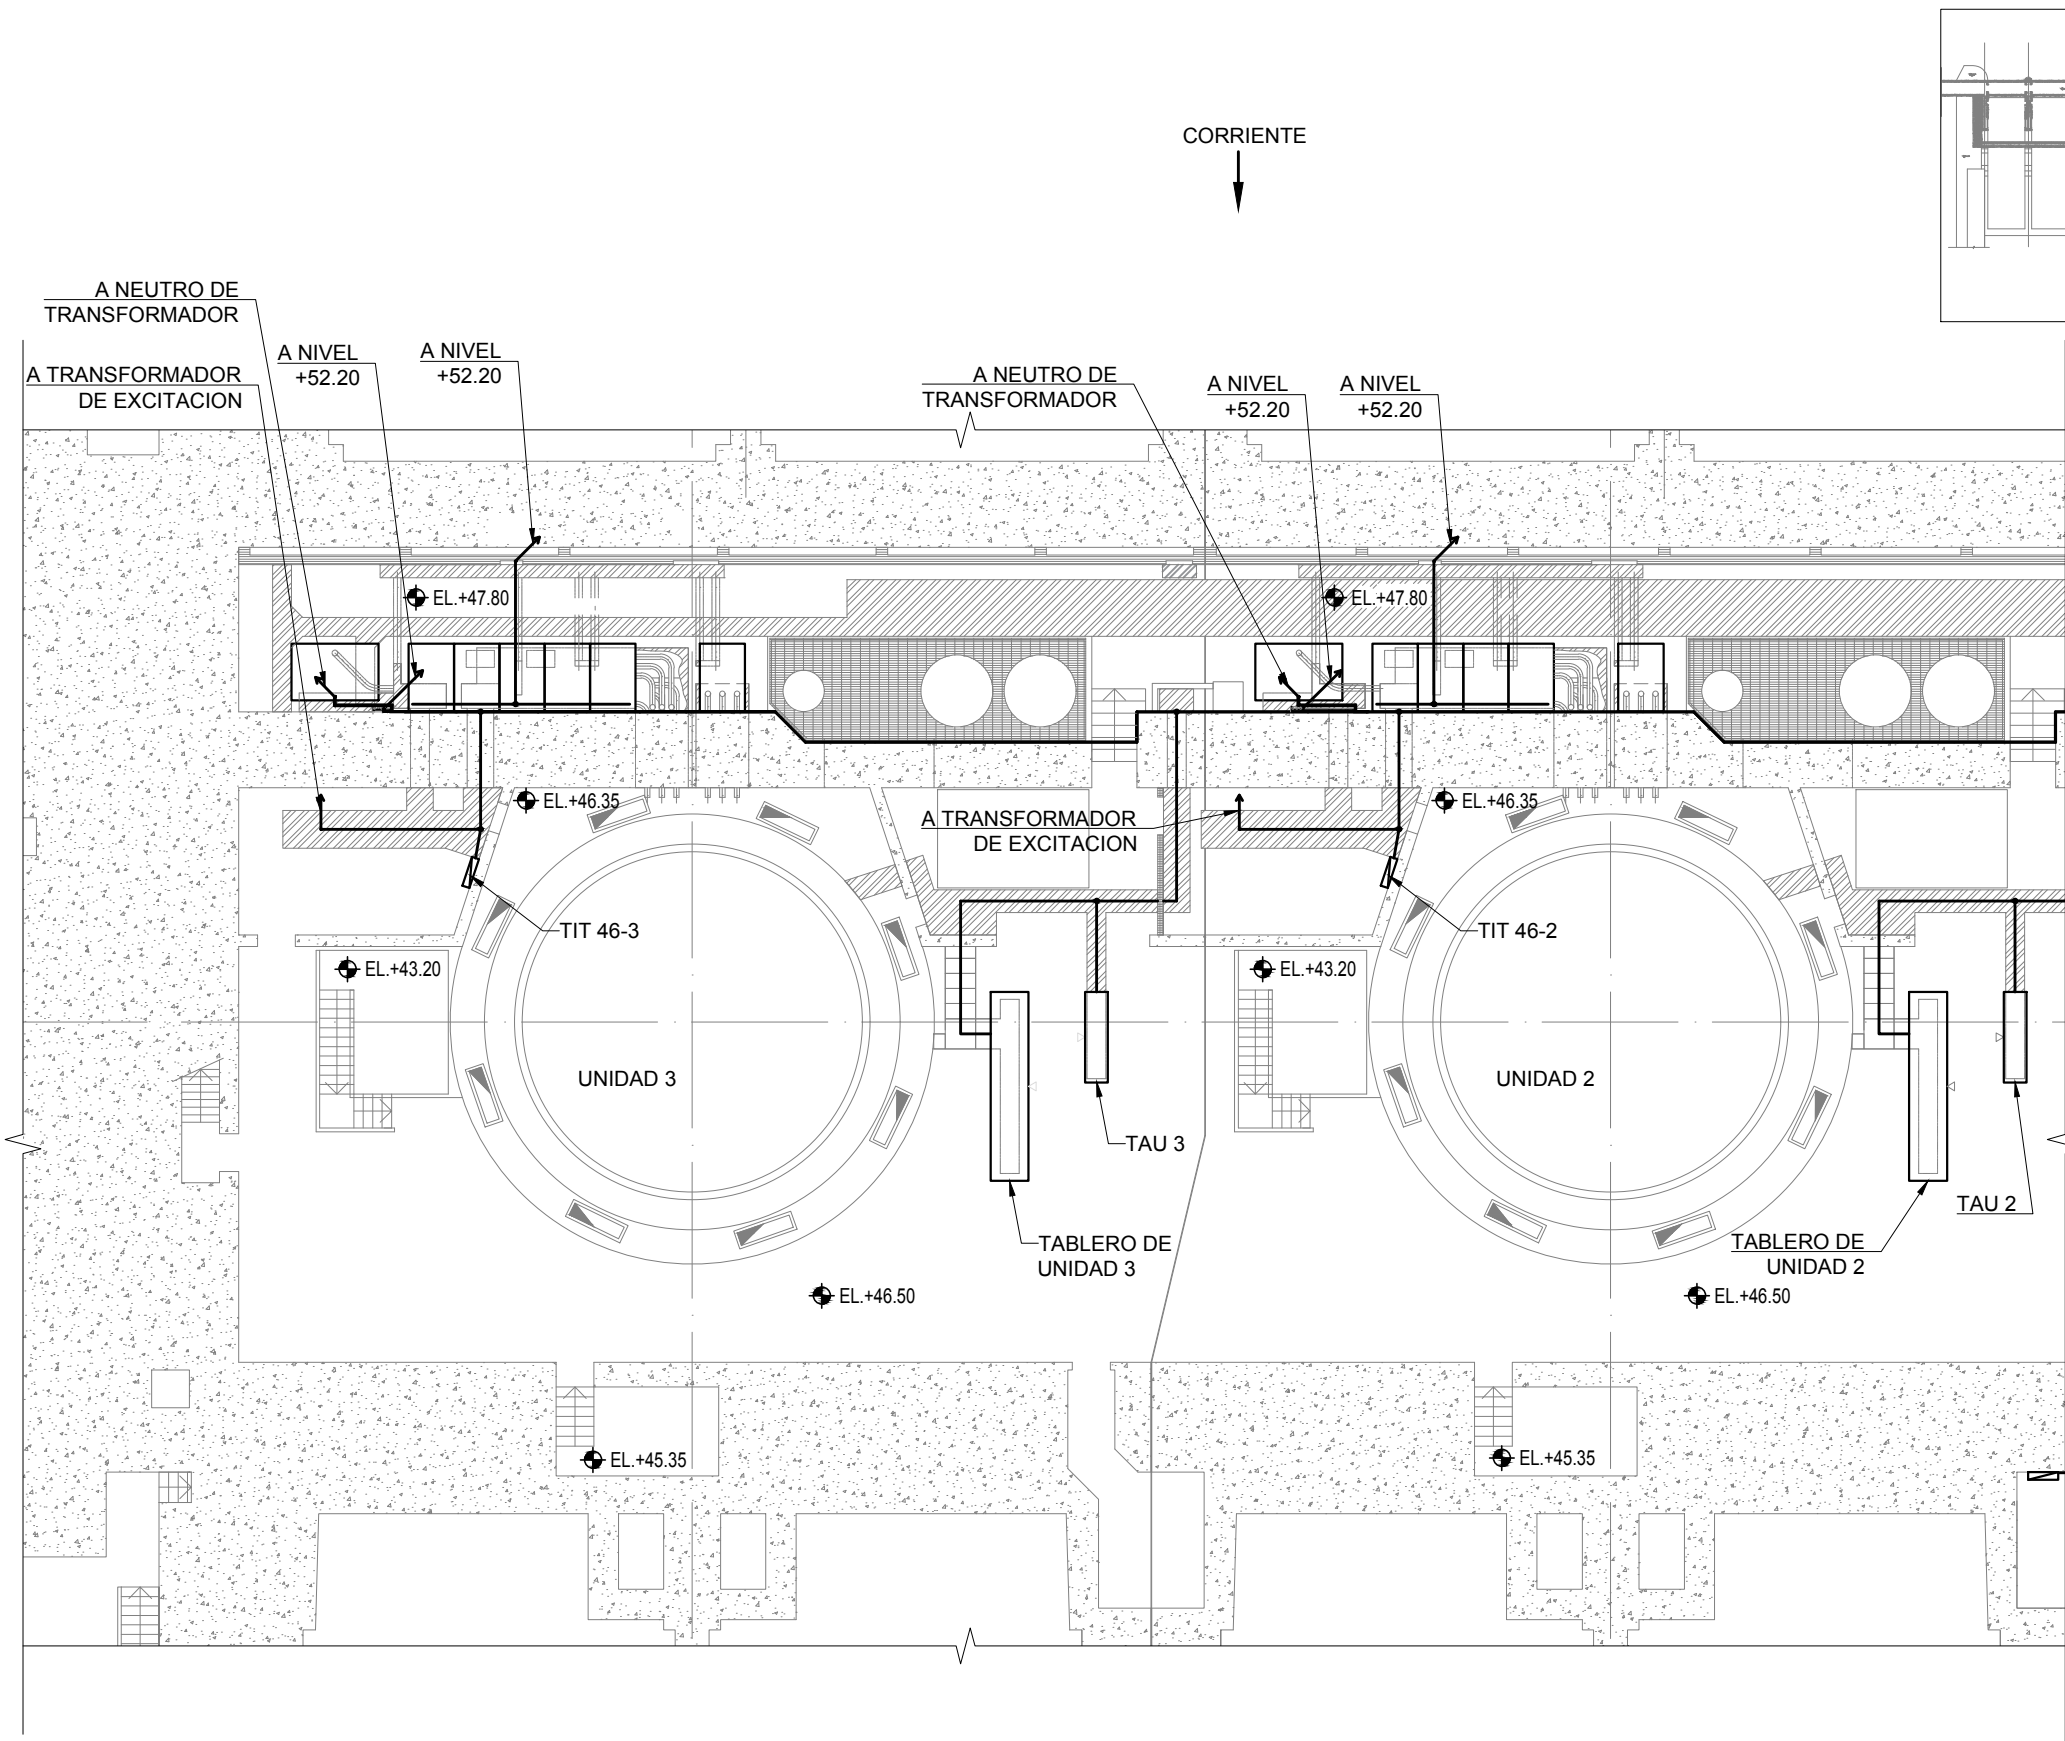 CORRIENTE
A NEUTRO DE
TRANSFORMADOR
A NIVEL
+52.20
A NIVEL
+52.20
A TRANSFORMADOR
DE EXCITACION
A NEUTRO DE
TRANSFORMADOR
A NIVEL
+52.20
A NIVEL
+52.20
EL.+47.80
EL.+47.80
EL.+46.35
EL.+46.35
A TRANSFORMADOR
DE EXCITACION
TIT 46-3
TIT 46-2
EL.+43.20
EL.+43.20
UNIDAD 3
UNIDAD 2
TAU 3
TAU 2
TABLERO DE
UNIDAD 3
TABLERO DE
UNIDAD 2
EL.+46.50
EL.+46.50
EL.+45.35
EL.+45.35